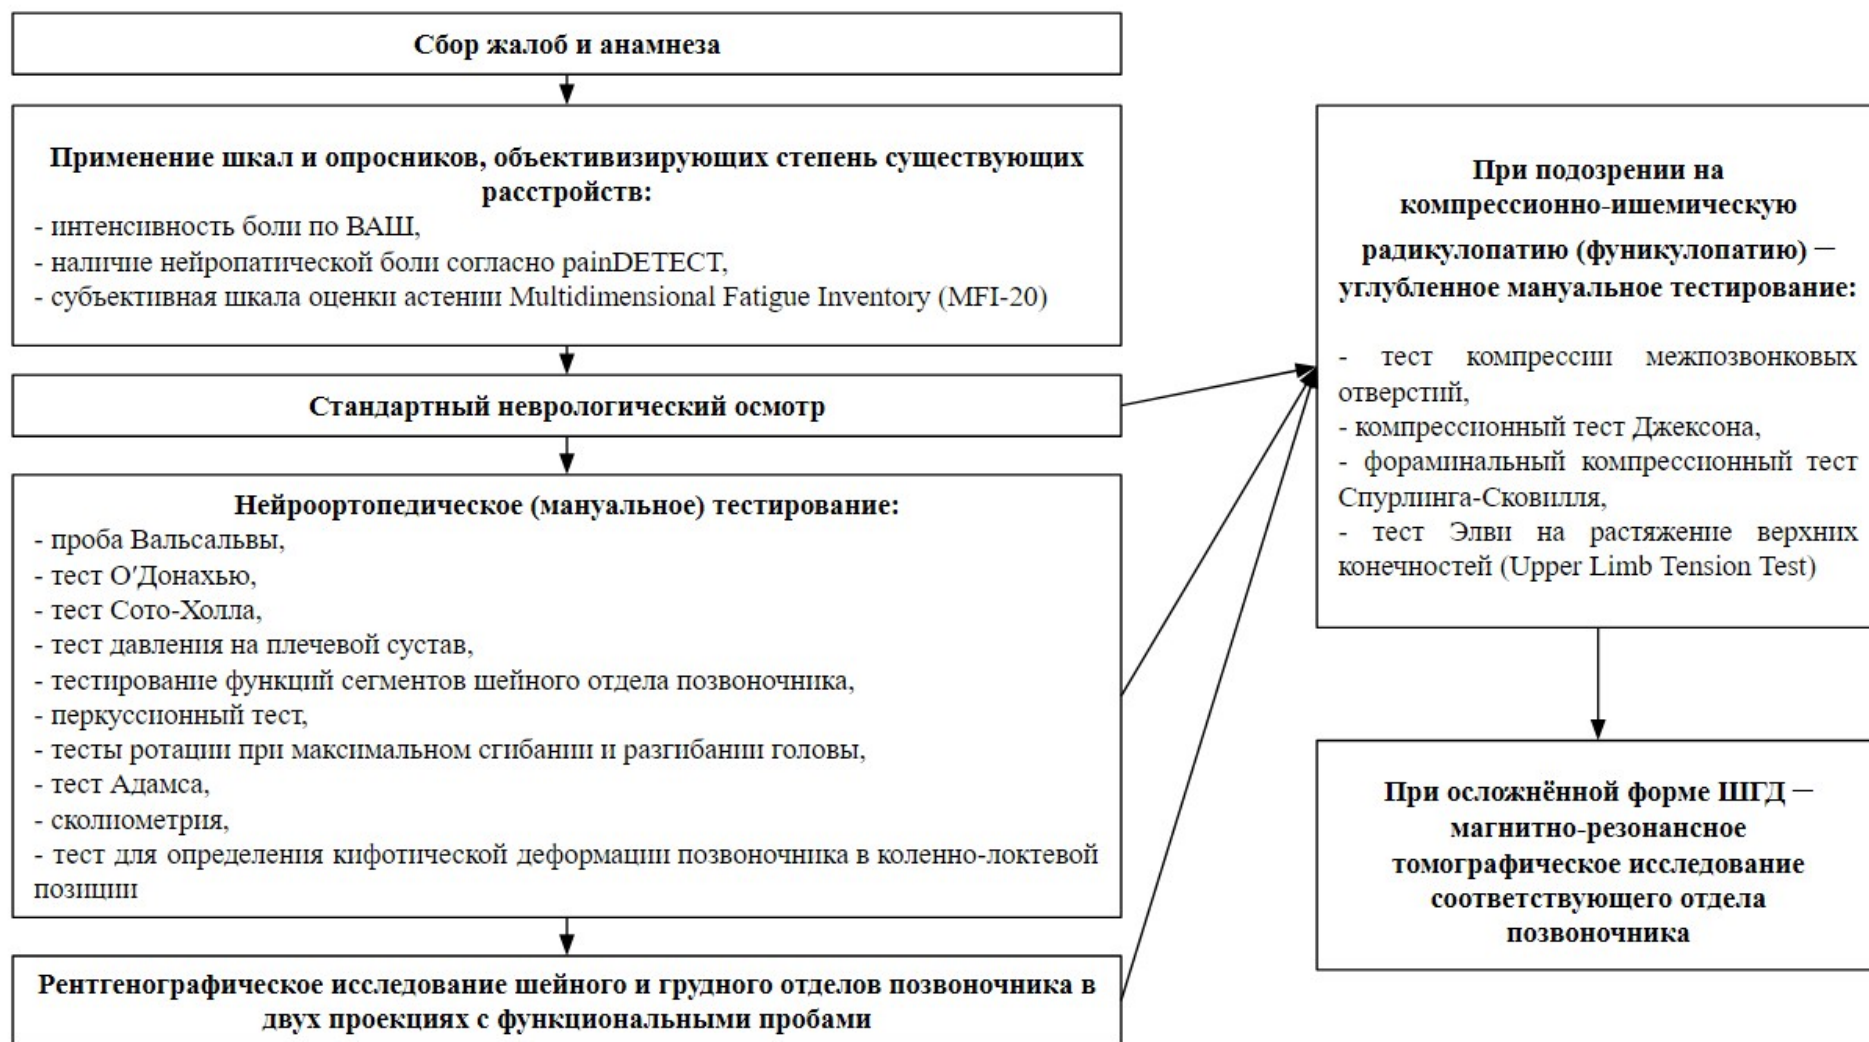 Сбор жалоб и анамнеза
Применение шкал и опросников, объективизирующих степень существующих
расстройств:
- интенсивность боли по ВАШ,
- наличие нейропатической боли согласно painDETECT,
- субъективная шкала оценки астении Multidimensional Fatigue Inventory (MFI-20)
Стандартный неврологический осмотр
Нейроортопедическое (мануальное) тестирование:
- проба Вальсальвы,
- тест О′Донахью,
- тест Сото-Холла,
- тест давления на плечевой сустав,
- тестирование функций сегментов шейного отдела позвоночника,
- перкуссионный тест,
- тесты ротации при максимальном сгибании и разгибании головы,
- тест Адамса,
- сколиометрия,
- тест для определения кифотической деформации позвоночника в коленно-локтевой
позиции
Рентгенографическое исследование шейного и грудного отделов позвоночника в
двух проекциях с функциональными пробами
При подозрении на
компрессионно-ишемическую
радикулопатию (фуникулопатию) —
углубленное мануальное тестирование:
- тест компрессии межпозвонковых
отверстий,
- компрессионный тест Джексона,
- фораминальный компрессионный тест
Спурлинга-Сковилля,
- тест Элви на растяжение верхних
конечностей (Upper Limb Tension Test)
При осложнённой форме ШГД —
магнитно-резонансное
томографическое исследование
соответствующего отдела
позвоночника